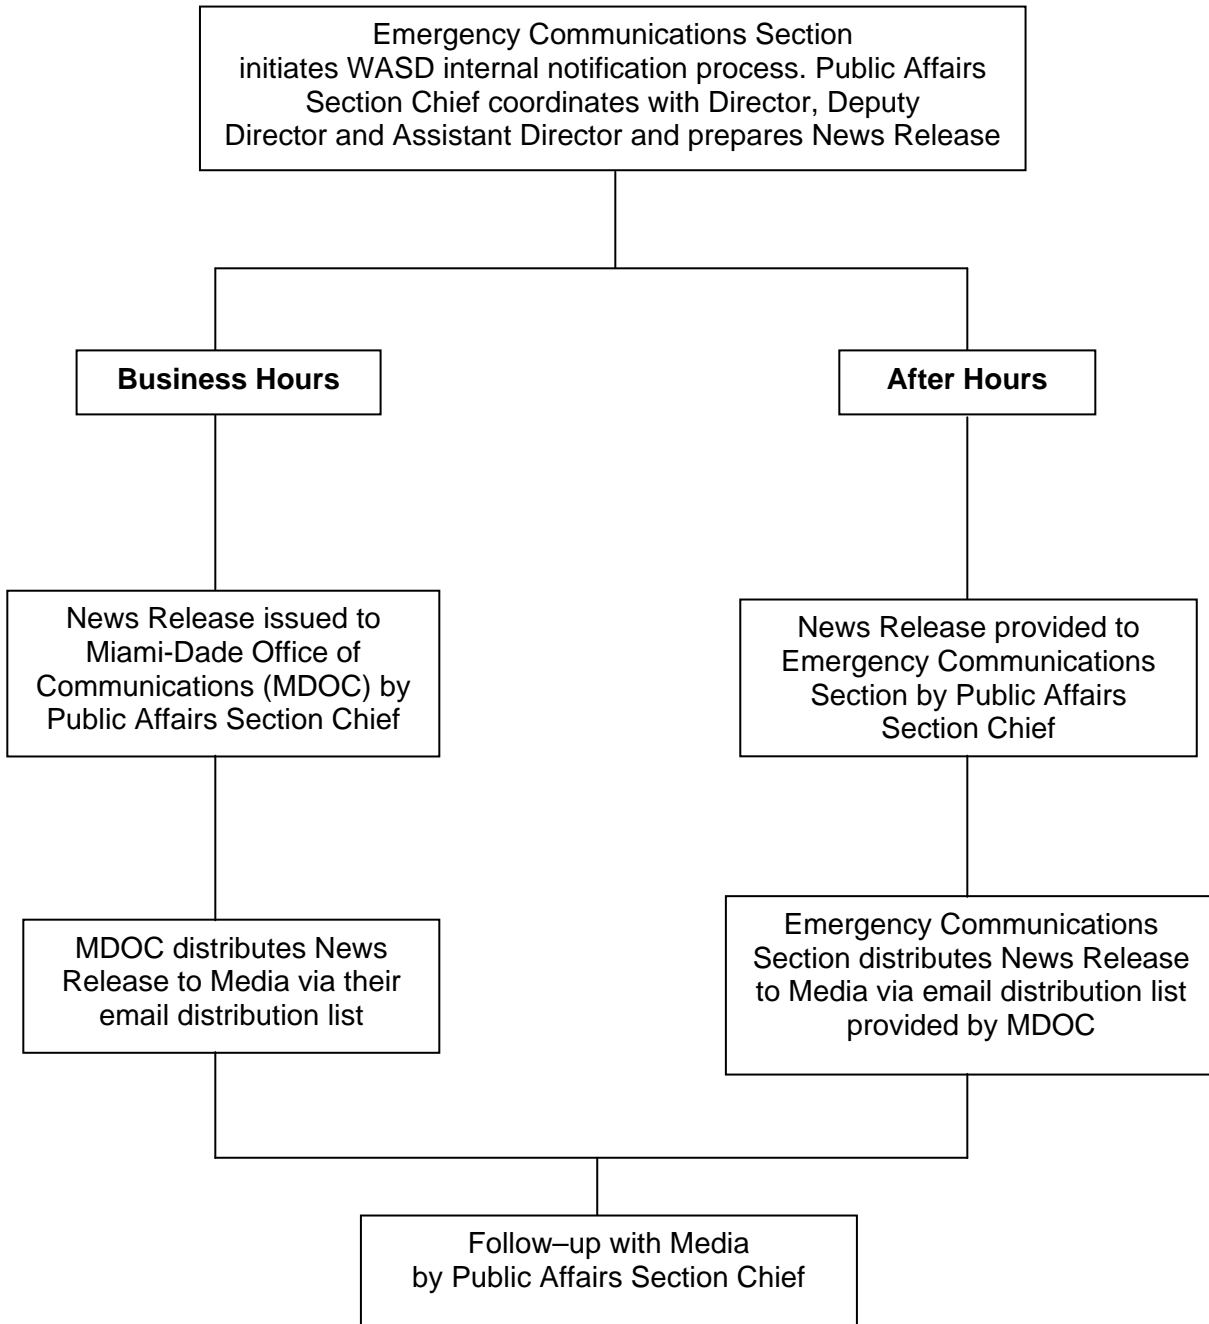 Emergency Communications Section
initiates WASD internal notification process. Public Affairs
Section Chief coordinates with Director, Deputy
Director and Assistant Director and prepares News Release
Business Hours
After Hours
News Release issued to
Miami-Dade Office of
Communications (MDOC) by
Public Affairs Section Chief
News Release provided to
Emergency Communications
Section by Public Affairs
Section Chief
MDOC distributes News
Release to Media via their
email distribution list
Emergency Communications
Section distributes News Release
to Media via email distribution list
provided by MDOC
Follow–up with Media
by Public Affairs Section Chief